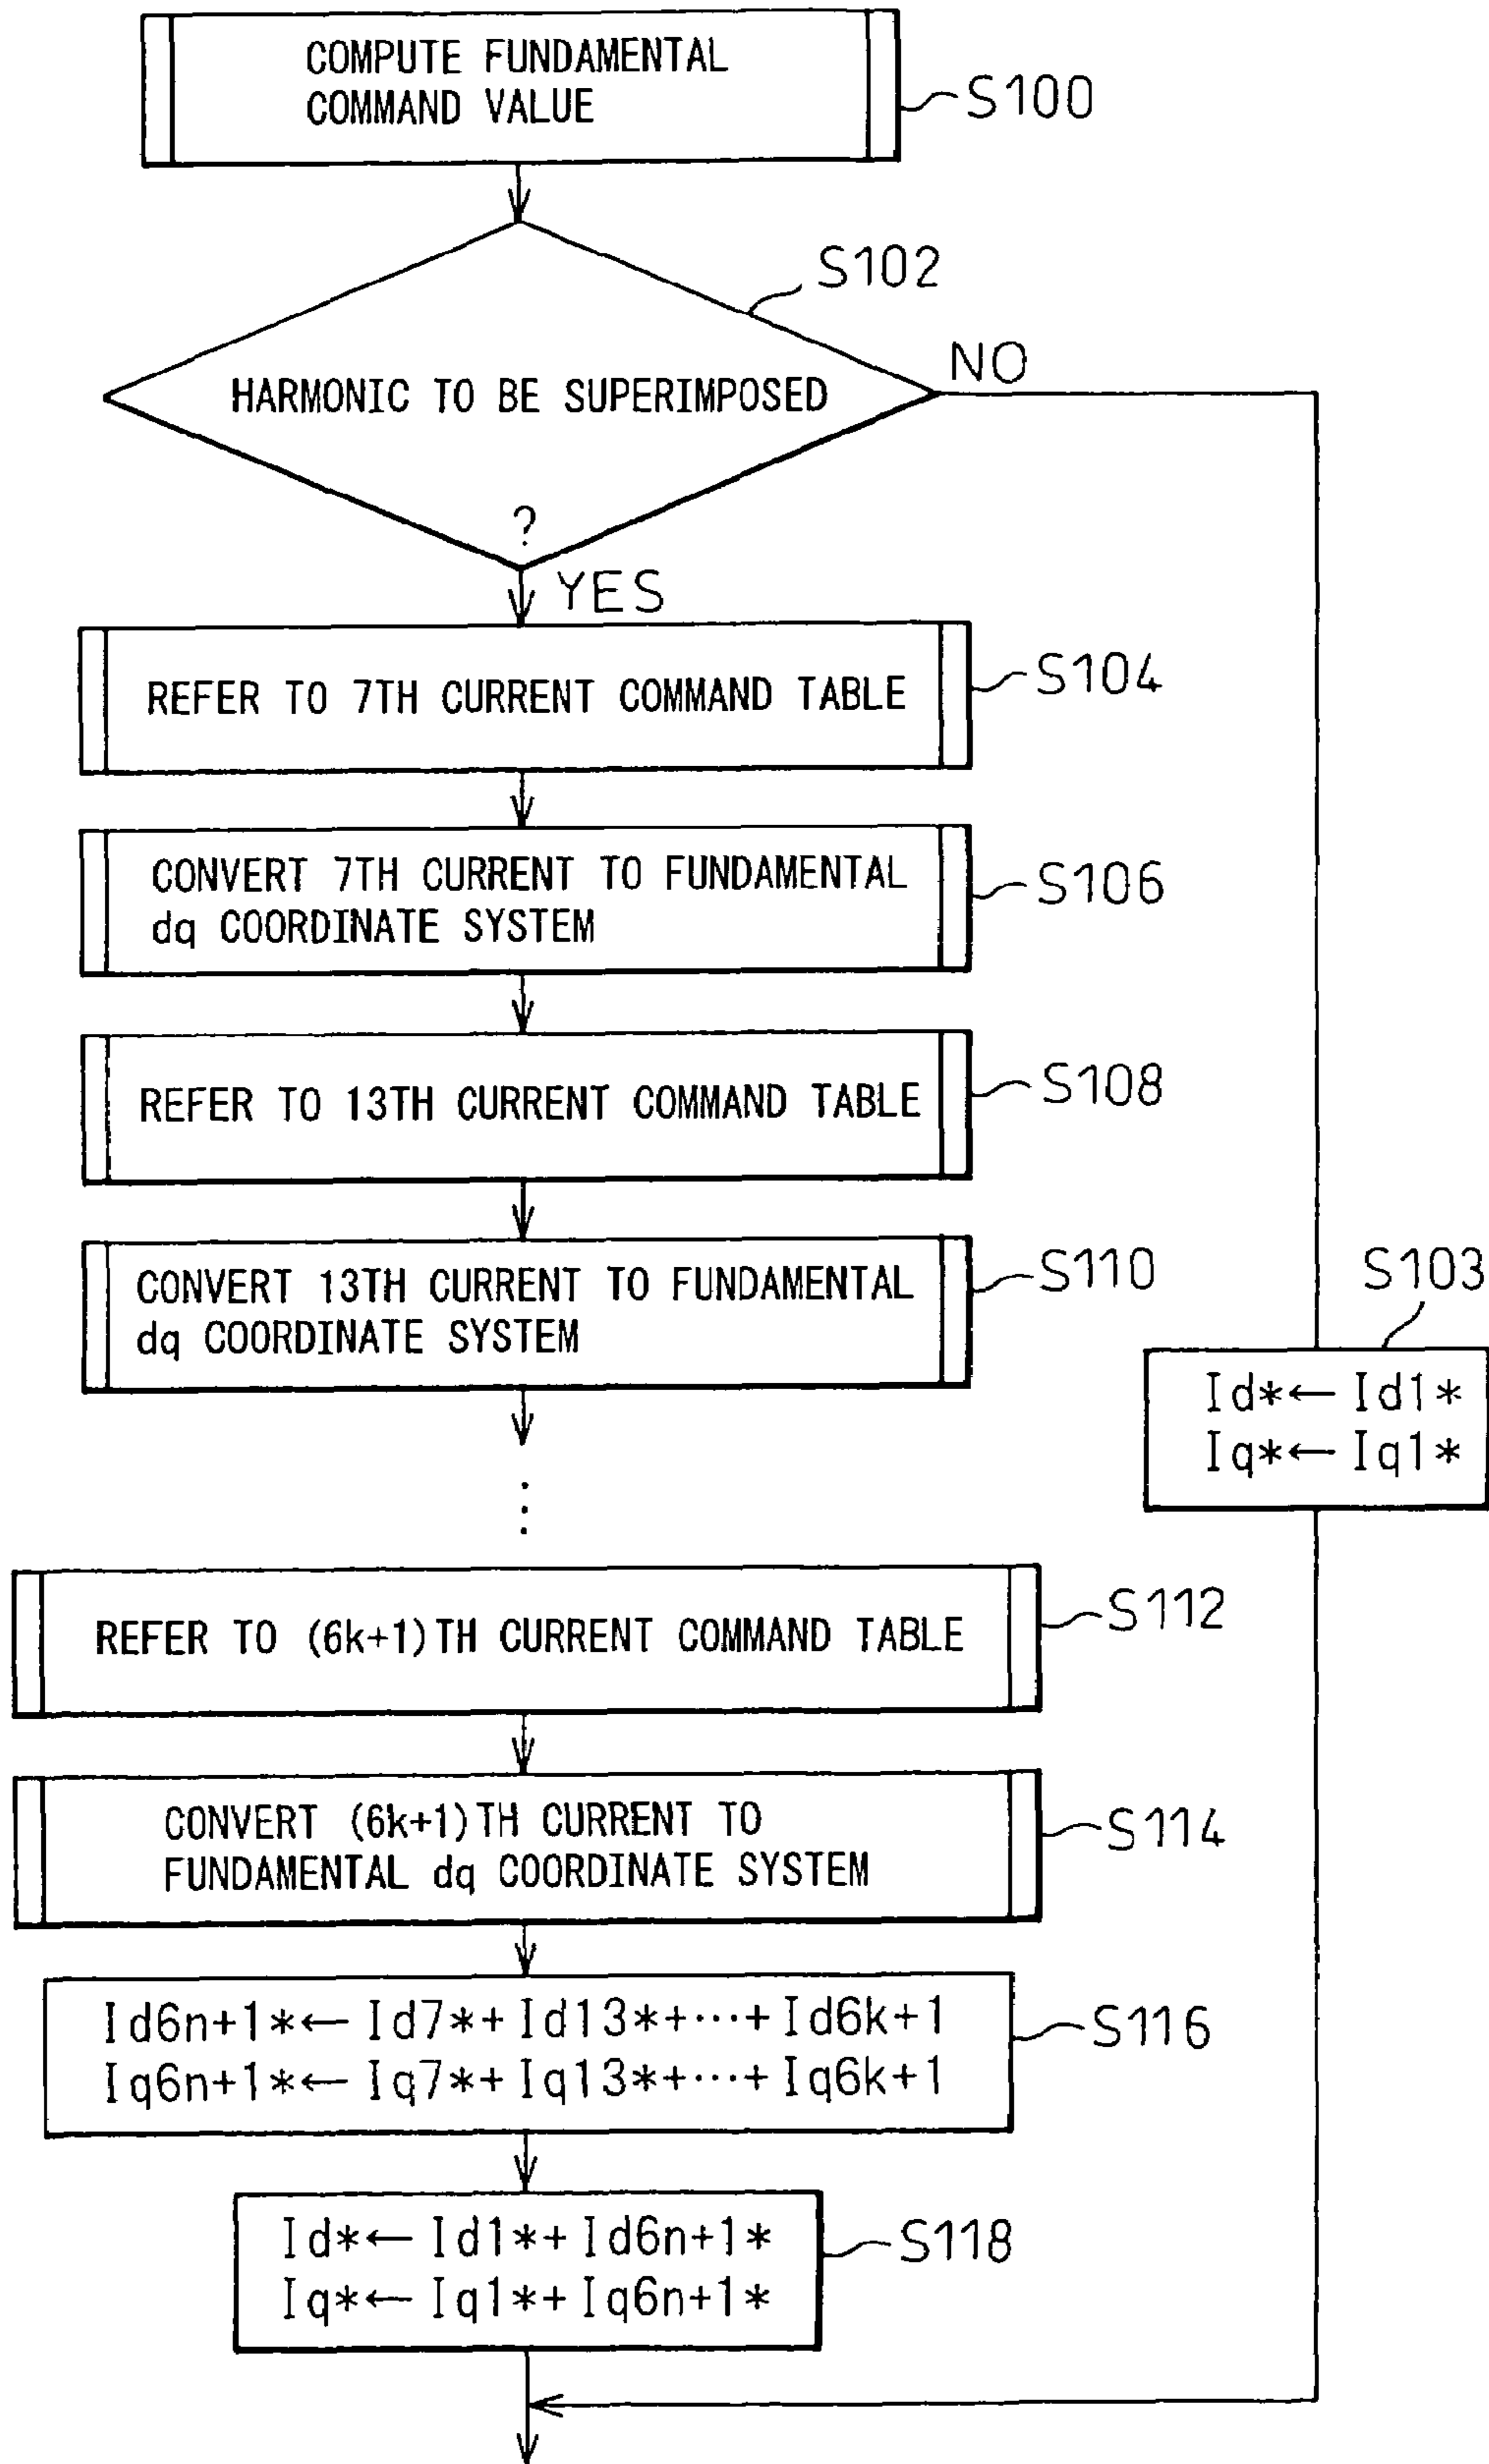 COMPUTE FUNDAMENTAL
COMMAND VALUE
S100
S102
HARMONIC TO BE SUPERIMPOSED
?
NO
YES
REFER TO 7TH CURRENT COMMAND TABLE
S104
CONVERT 7TH CURRENT TO FUNDAMENTAL
dq COORDINATE SYSTEM
S106
REFER TO 13TH CURRENT COMMAND TABLE
S108
CONVERT 13TH CURRENT TO FUNDAMENTAL
dq COORDINATE SYSTEM
S110
S103
Id*← Id1*
Iq*← Iq1*
⋮
REFER TO (6k+1)TH CURRENT COMMAND TABLE
S112
CONVERT (6k+1)TH CURRENT TO
FUNDAMENTAL dq COORDINATE SYSTEM
S114
Id6n+1*← Id7*+Id13*+···+Id6k+1
Iq6n+1*← Iq7*+Iq13*+···+Iq6k+1
S116
Id*← Id1*+Id6n+1*
Iq*← Iq1*+Iq6n+1*
S118